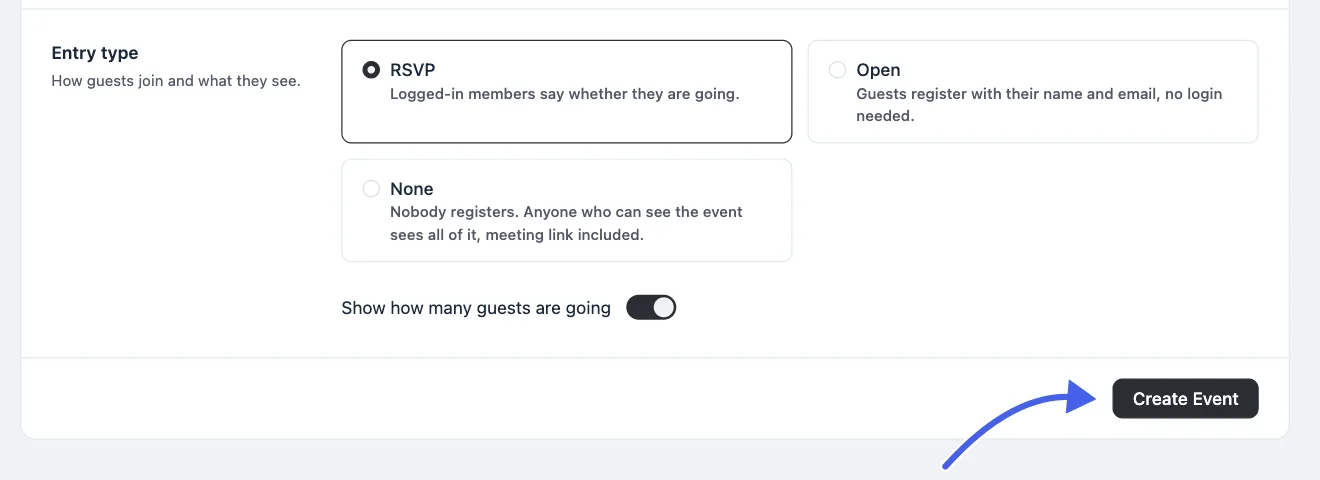 Entry type
How guests join and what they see.
RSVP
Logged-in members say whether they are going.
Open
Guests register with their name and email, no login
needed.
None
Nobody registers. Anyone who can see the event
sees all of it, meeting link included.
Show how many guests are going
Create Event